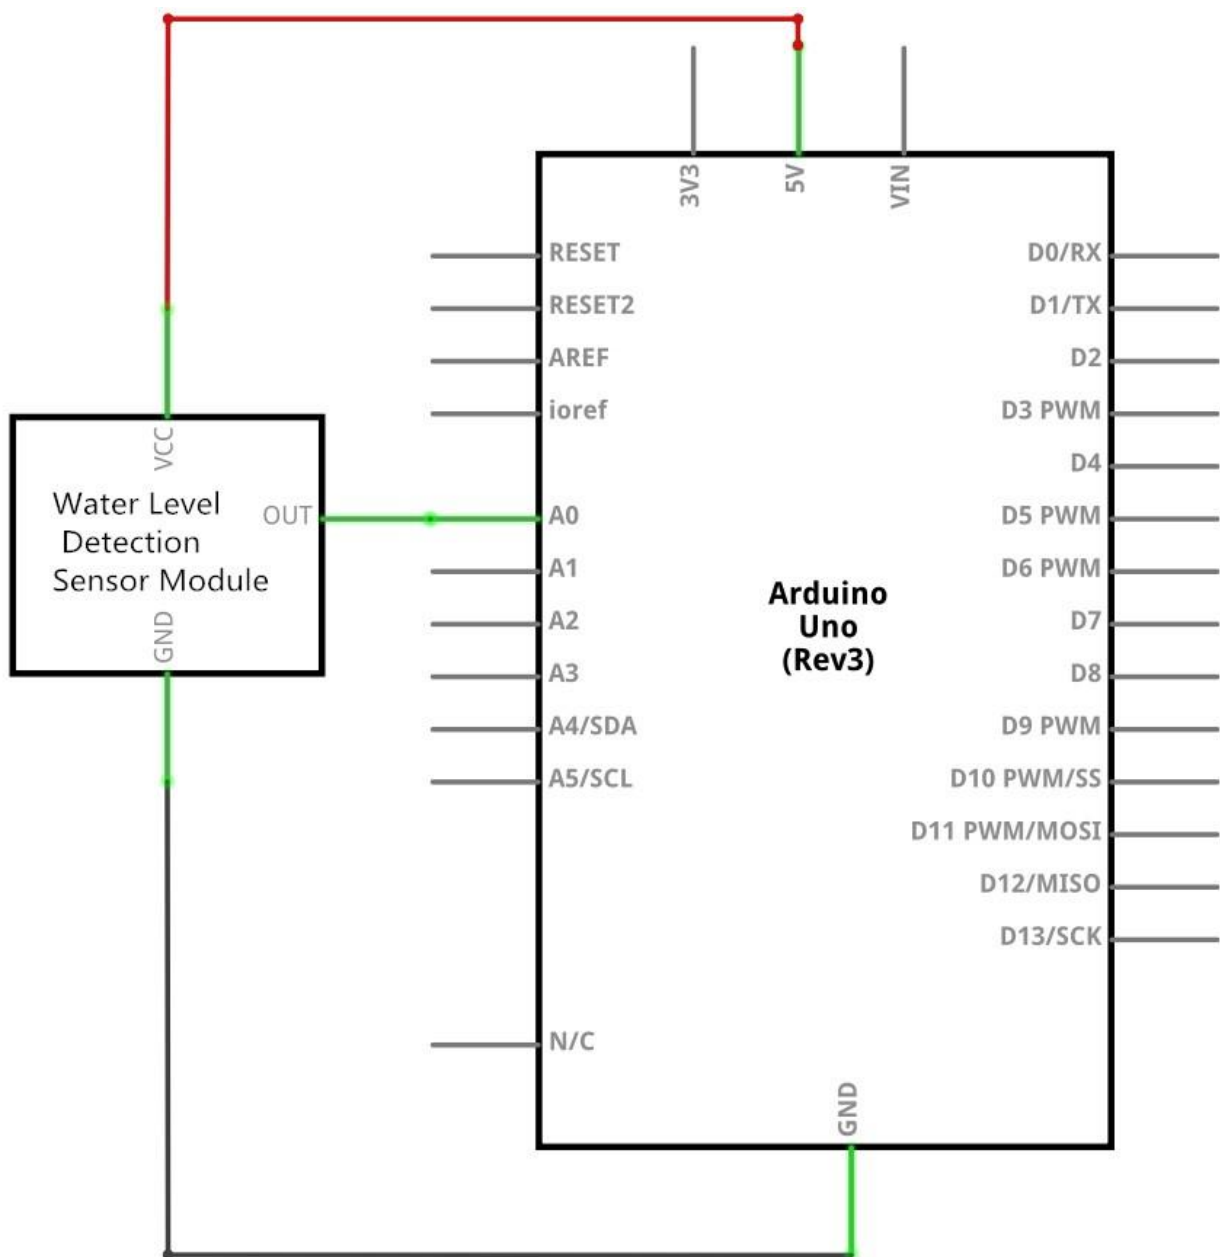 3V3
5V
VIN
RESET
D0/RX
RESET2
D1/TX
AREF
D2
ioref
D3 PWM
VCC
D4
Water Level
Detection
Sensor Module
OUT
A0
D5 PWM
A1
D6 PWM
Arduino
Uno
(Rev3)
A2
D7
GND
A3
D8
A4/SDA
D9 PWM
A5/SCL
D10 PWM/SS
D11 PWM/MOSI
D12/MISO
D13/SCK
N/C
GND